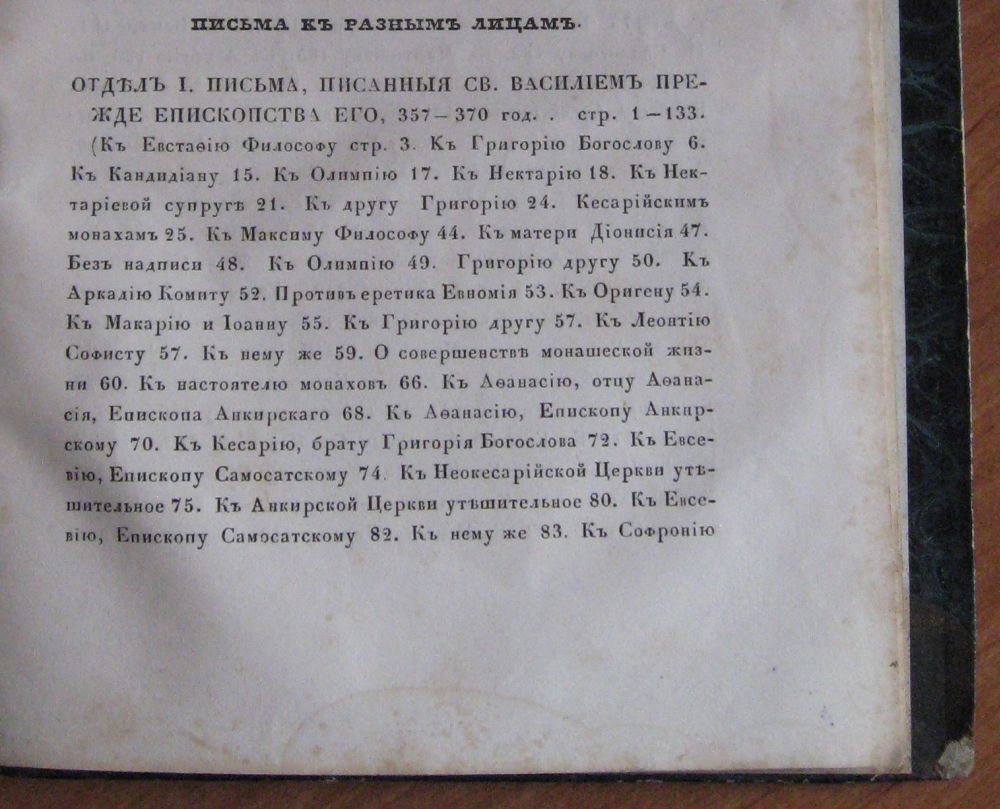 ПИСЬМА КЪ РАЗНЫМЪ ЛИЦАМЪ.
ОТДѢЛЪ I. ПИСЬМА, ПИСАННЫЯ СВ. ВАСИЛІЕМЪ ПРЕ-
ЖДЕ ЕПИСКОПСТВА ЕГО, 357—370 год. . стр. 1—133.
(Къ Евстаѳію Философу стр. 3. Къ Григорію Богослову 6.
Къ Кандидіану 15. Къ Олимпію 17. Къ Нектарію 18. Къ Нек-
таріевой супругѣ 21. Къ другу Григорію 24. Кесарійскимъ
монахамъ 25. Къ Максиму Философу 44. Къ матери Діонисія 47.
Безъ надписи 48. Къ Олимпію 49. Григорію другу 50. Къ
Аркадію Комиту 52. Противъ еретика Евномія 53. Къ Оригену 54.
Къ Макарію и Іоанну 55. Къ Григорію другу 57. Къ Леонтію
Софисту 57. Къ нему же 59. О совершенствѣ монашеской жиз-
ни 60. Къ настоятелю монаховъ 66. Къ Аѳанасію, отцу Аѳана-
сія, Епископа Анкирскаго 68. Къ Аѳанасію, Епископу Анкир-
скому 70. Къ Кесарію, брату Григорія Богослова 72. Къ Евсе-
вію, Епископу Самосатскому 74. Къ Неокесарійской Церкви утѣ-
шительное 75. Къ Анкирской Церкви утѣшительное 80. Къ Евсе-
вію, Епископу Самосатскому 82. Къ нему же 83. Къ Софронію